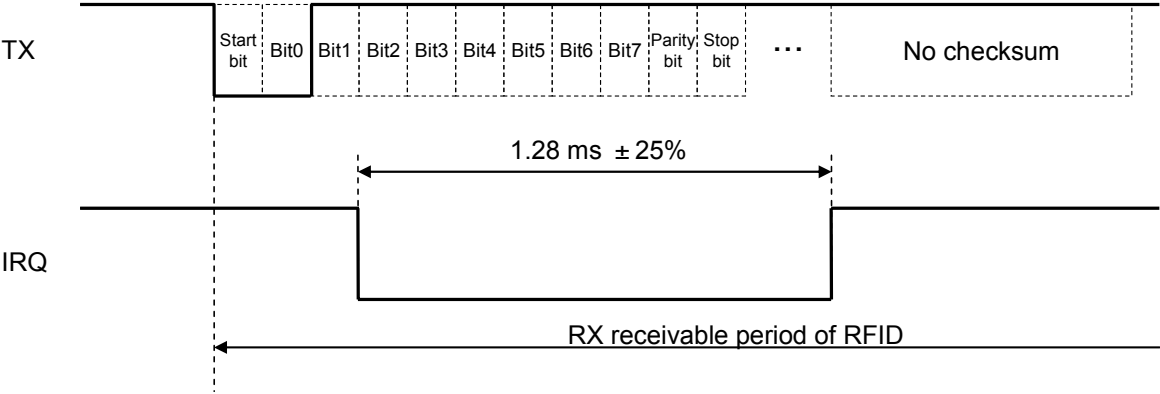 TX
Start
bit
Bit0
Bit1
Bit2
Bit3
Bit4
Bit5
Bit6
Bit7
Parity
bit
Stop
bit
...
No checksum
1.28 ms ±25%
IRQ
RX receivable period of RFID